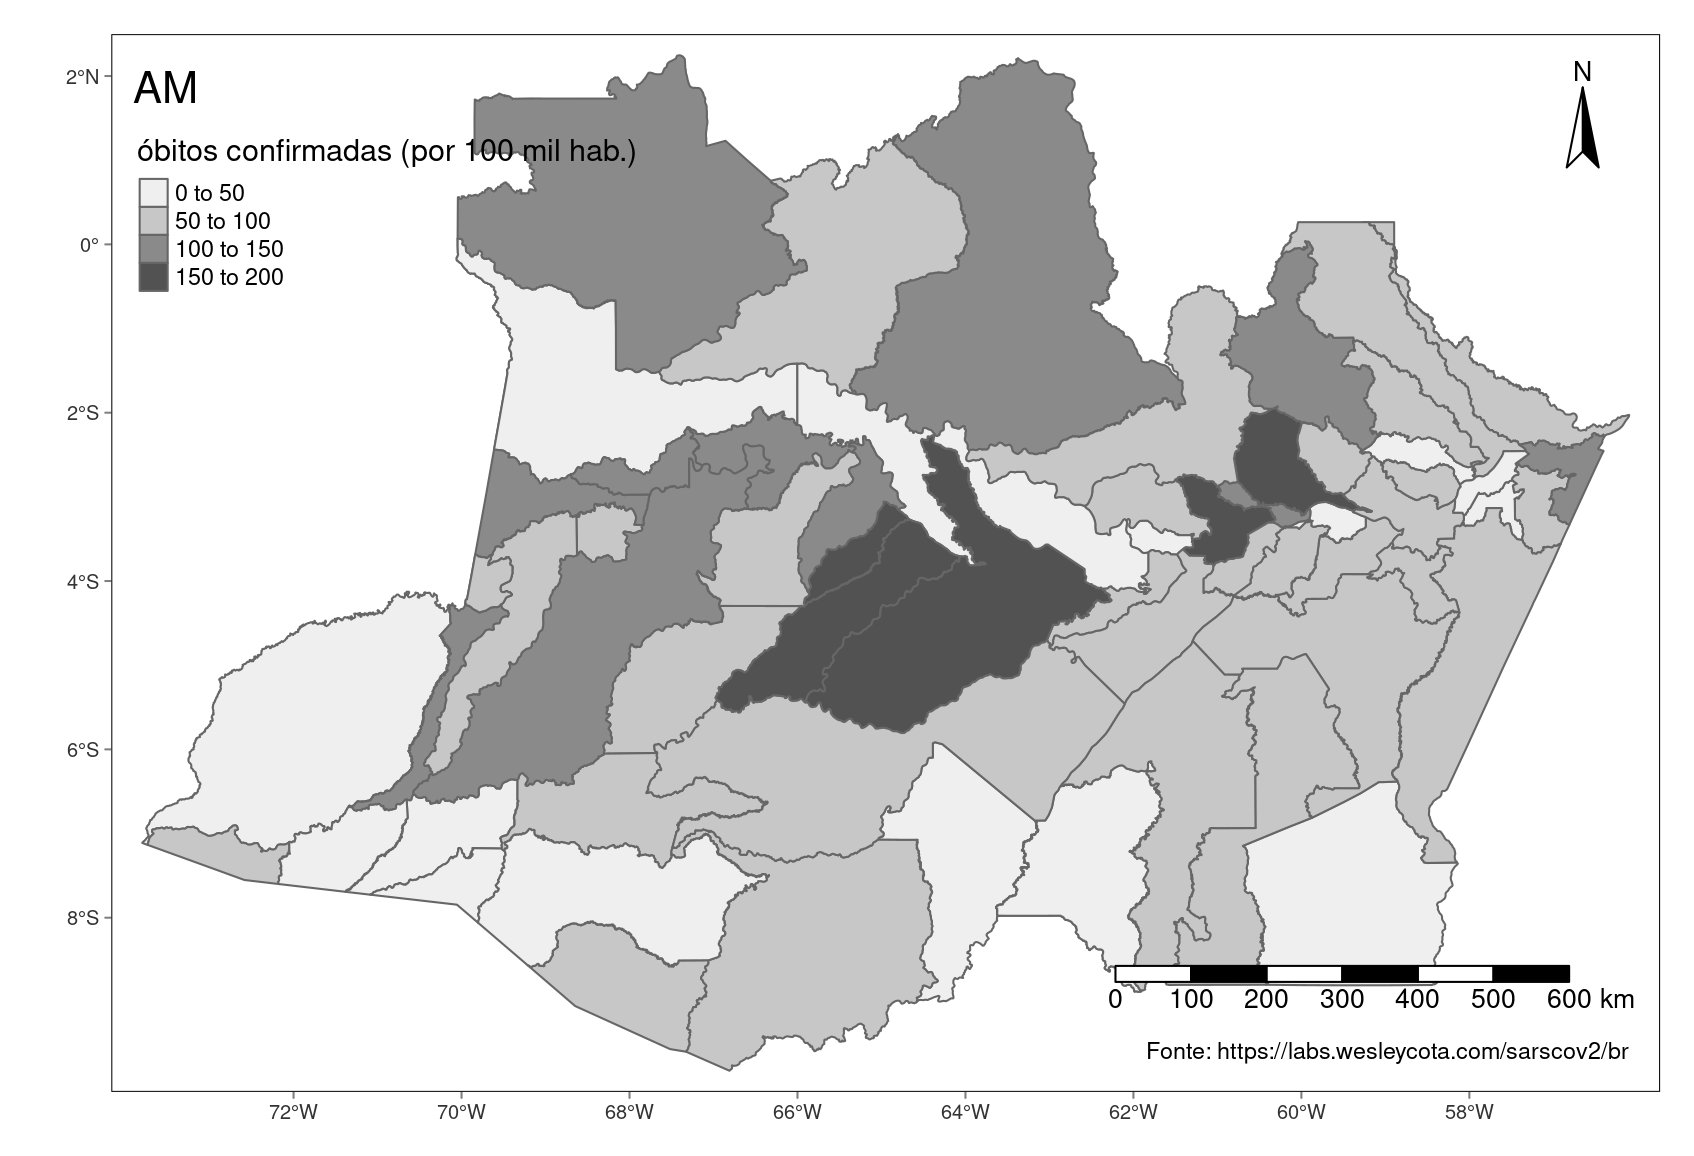 AM
N
óbitos confirmadas (por 100 mil hab.)
0 to 50
50 to 100
100 to 150
150 to 200
2°N
0°
2°S
4°S
6°S
8°S
0 100 200 300 400 500 600 km
Fonte: https://labs.wesleycota.com/sarscov2/br
72°W 70°W 68°W 66°W 64°W 62°W 60°W 58°W